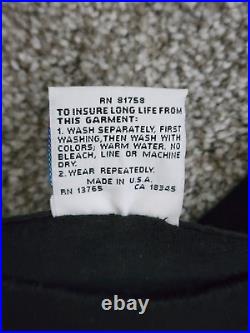 RN 81758
TO INSURE LONG LIFE FROM
THIS GARMENT:
1. WASH SEPARATELY, FIRST
WASHING, THEN WASH WITH
COLORS; WARM WATER. NO
BLEACH, LINE OR MACHINE
DRY.
2. WEAR REPEATEDLY.
MADE IN U.S.A.
RN 13765 CA 18545